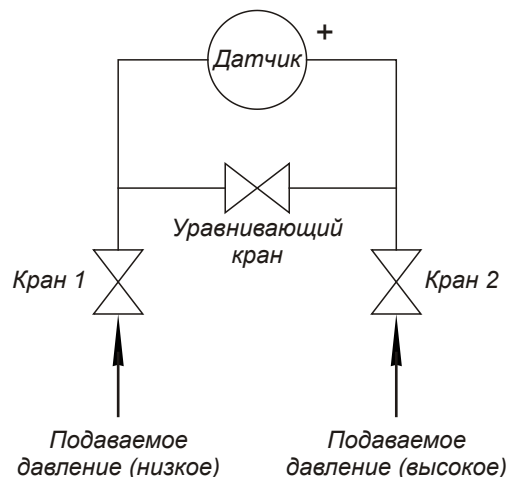 +
Датчик
Уравнивающий
кран
Кран 1
Кран 2
Подаваемое
давление (низкое)
Подаваемое
давление (высокое)